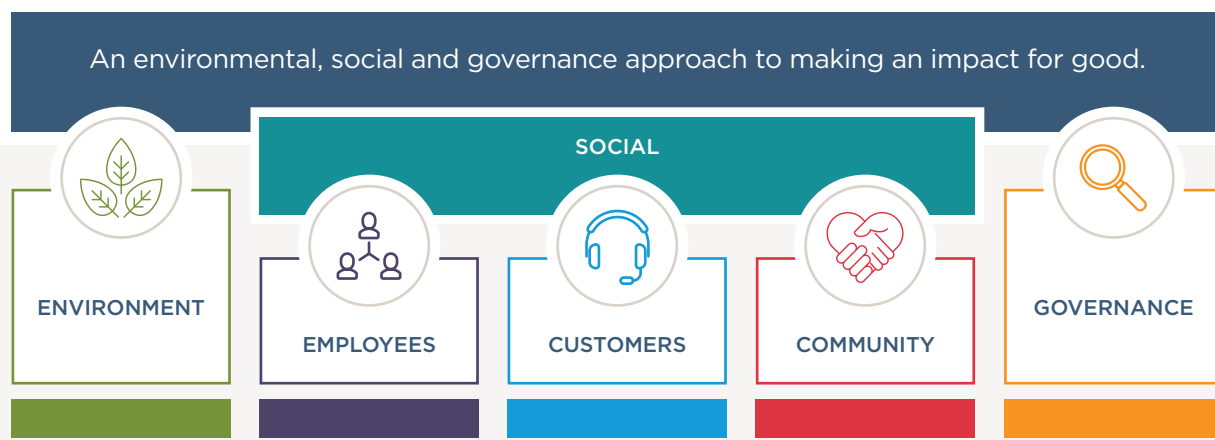 An environmental, social and governance approach to making an impact for good.
SOCIAL
ENVIRONMENT
GOVERNANCE
EMPLOYEES
CUSTOMERS
COMMUNITY